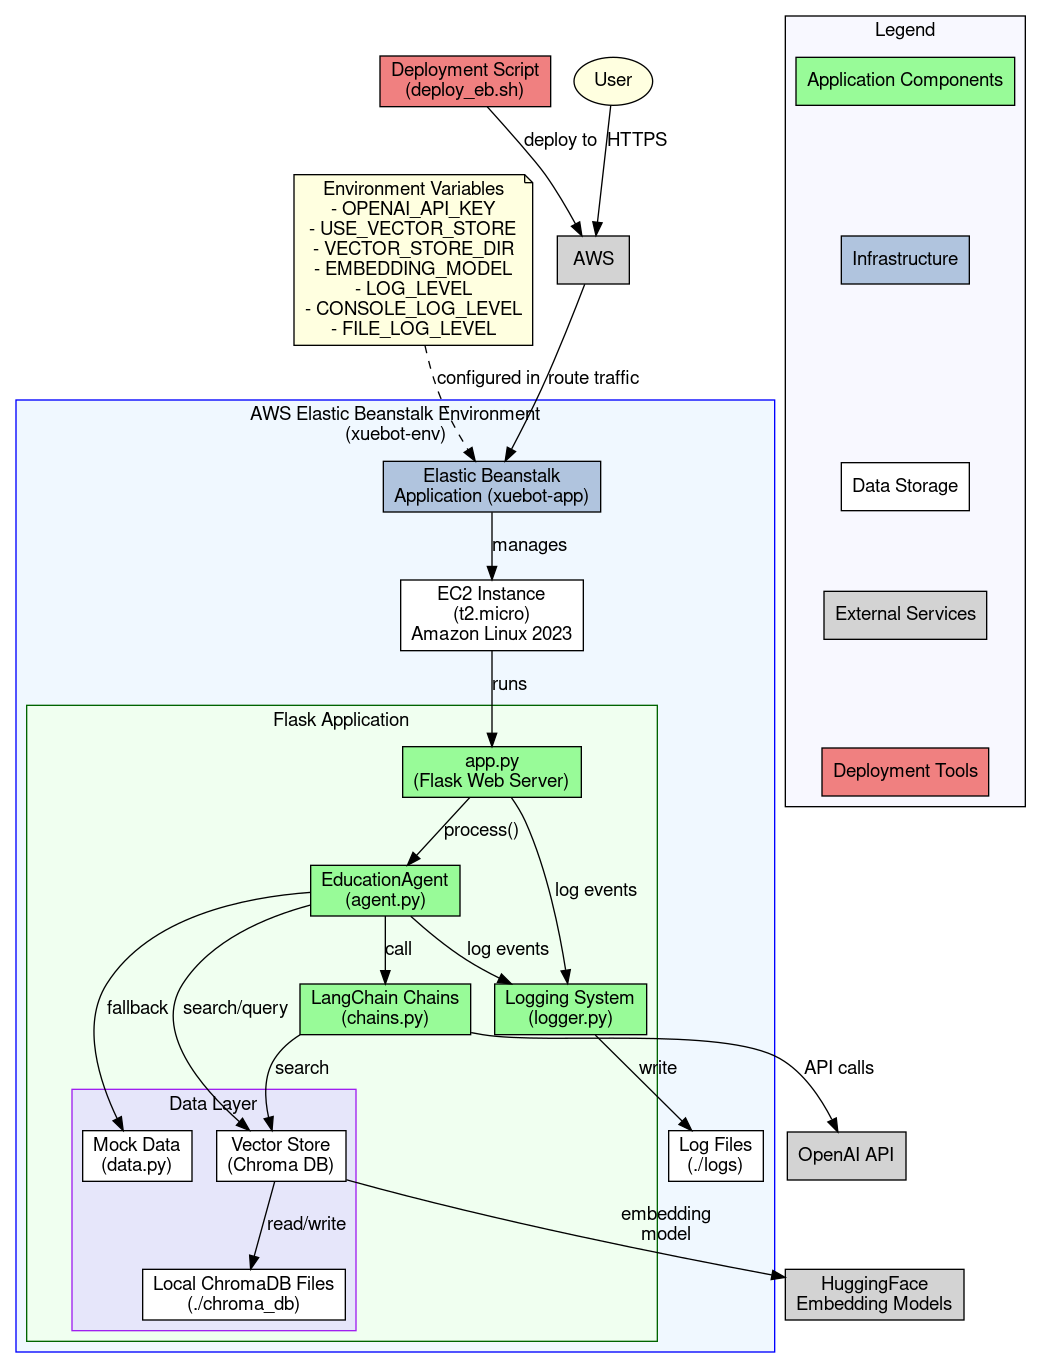 Legend
Application Components
Infrastructure
Data Storage
External Services
Deployment Tools
Deployment Script
(deploy_eb.sh)
User
deploy to
HTTPS
Environment Variables
- OPENAI_API_KEY
- USE_VECTOR_STORE
- VECTOR_STORE_DIR
- EMBEDDING_MODEL
- LOG_LEVEL
- CONSOLE_LOG_LEVEL
- FILE_LOG_LEVEL
AWS
configured in
route traffic
AWS Elastic Beanstalk Environment
(xuebot-env)
Elastic Beanstalk
Application (xuebot-app)
manages
EC2 Instance
(t2.micro)
Amazon Linux 2023
runs
Flask Application
app.py
(Flask Web Server)
process()
log events
EducationAgent
(agent.py)
call
log events
fallback
search/query
LangChain Chains
(chains.py)
Logging System
(logger.py)
search
write
API calls
Data Layer
Mock Data
(data.py)
Vector Store
(Chroma DB)
Log Files
(./logs)
OpenAI API
read/write
embedding
model
Local ChromaDB Files
(./chroma_db)
HuggingFace
Embedding Models